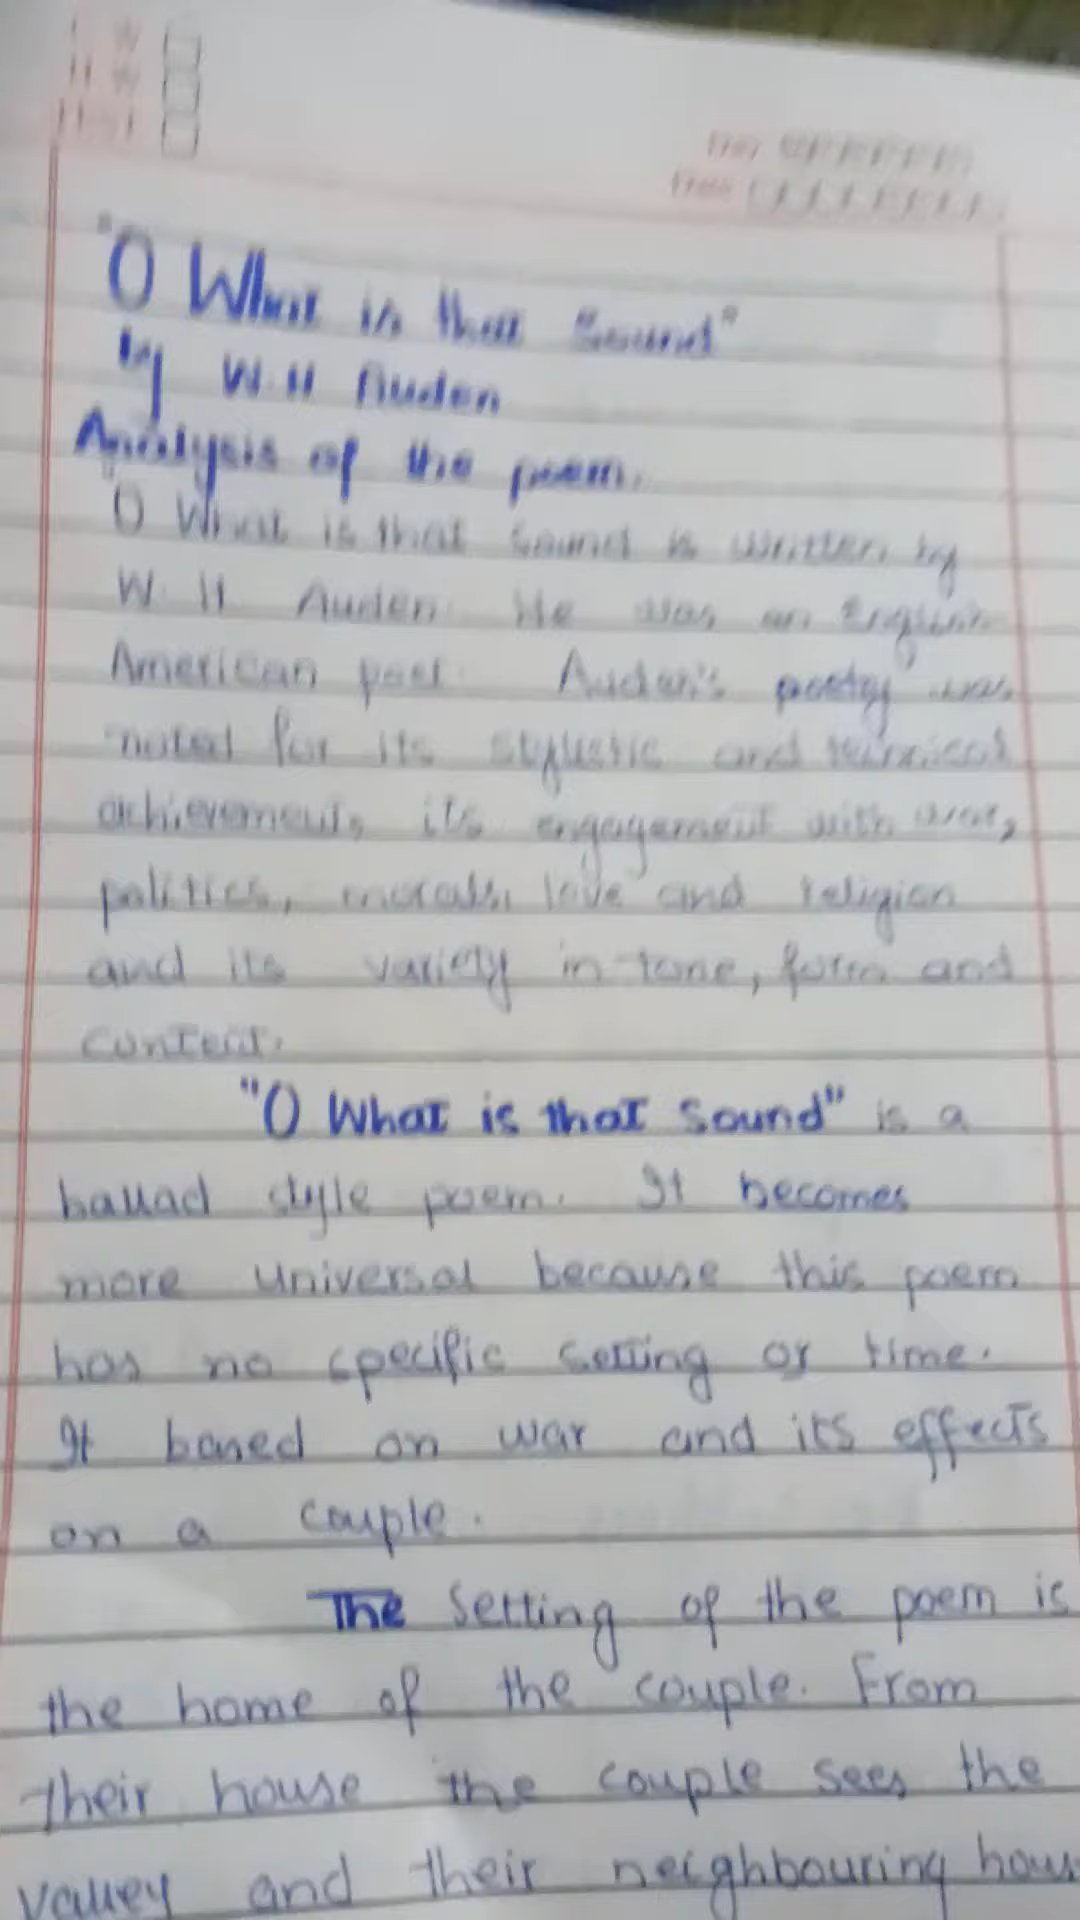 "O What is that Sound"
by W.H Auden
Analysis of the poem.
O What is that Sound is written by
W. H Auden. He was an English
American poet. Auden's poetry was
noted for its stylistic and technical
achievements, its engagement with war,
politics, morals, love and religion
and its variety in tone, form and
content.
"O What is that Sound" is a
ballad style poem. It becomes
more universal because this poem
has no specific setting or time.
It based on war and its effects
on a couple.
The setting of the poem is
the home of the couple. From
their house the couple sees the
valley and their neighbouring hous